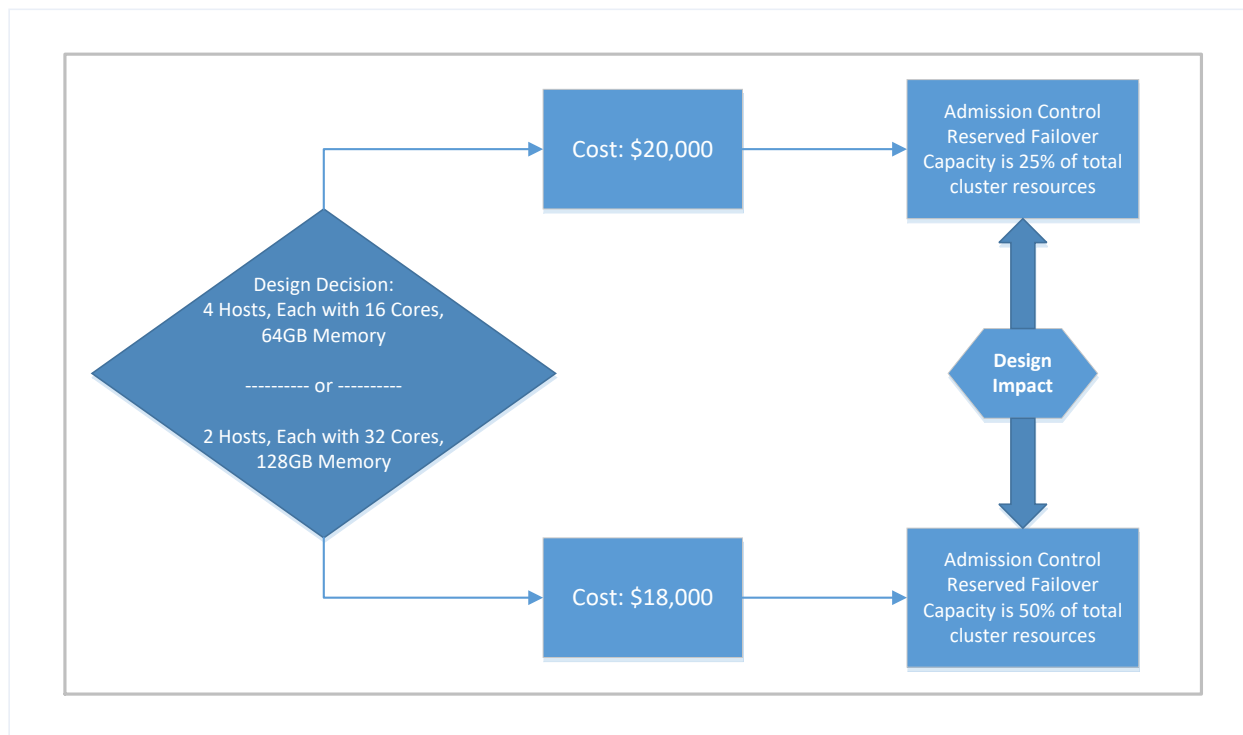 Design Decision:
4 Hosts, Each with 16 Cores,
64GB Memory
---------- or ----------
2 Hosts, Each with 32 Cores,
128GB Memory
Cost: $20,000
Admission Control
Reserved Failover
Capacity is 25% of total
cluster resources
Design
Impact
Cost: $18,000
Admission Control
Reserved Failover
Capacity is 50% of total
cluster resources